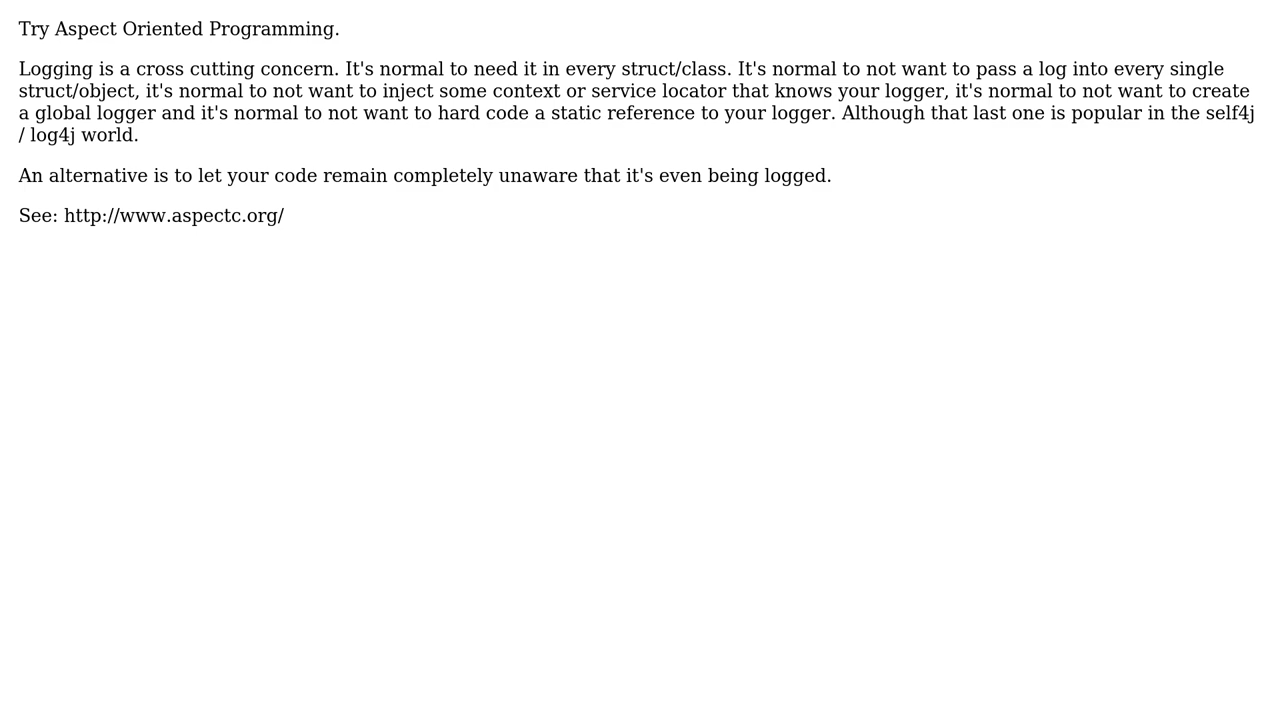 Try Aspect Oriented Programming.
Logging is a cross cutting concern. It's normal to need it in every struct/class. It's normal to not want to pass a log into every single
struct/object, it's normal to not want to inject some context or service locator that knows your logger, it's normal to not want to create
a global logger and it's normal to not want to hard code a static reference to your logger. Although that last one is popular in the self4j
/ log4j world.
An alternative is to let your code remain completely unaware that it's even being logged.
See: http://www.aspectc.org/